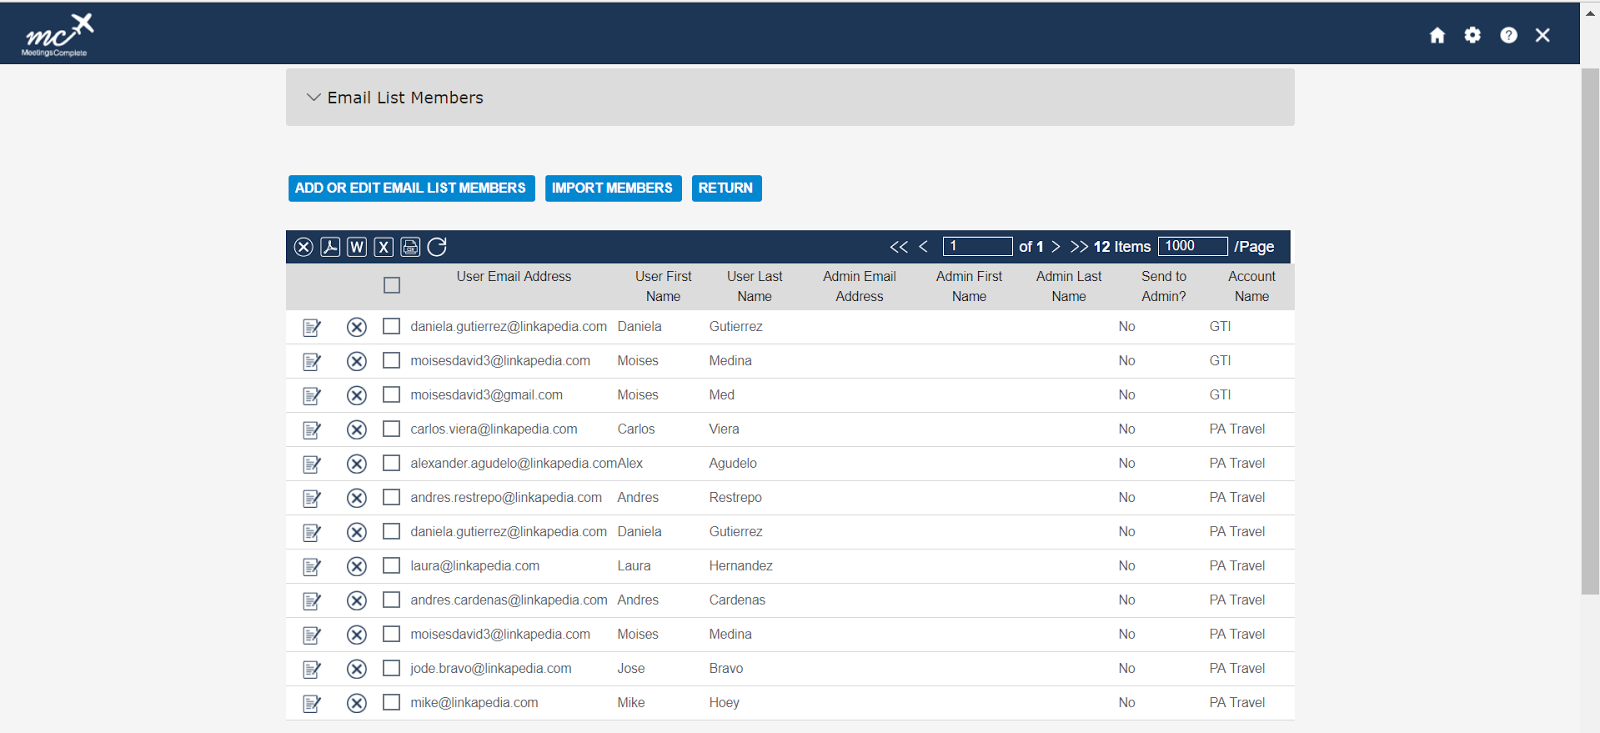 mc
MeetingsComplete
Email List Members
ADD OR EDIT EMAIL LIST MEMBERS IMPORT MEMBERS RETURN
W X << < 1 of 1 > >> 12 Items 1000 /Page
User Email Address User First Name User Last Name Admin Email Address Admin First Name Admin Last Name Send to Admin? Account Name
daniela.gutierrez@linkapedia.com Daniela Gutierrez No GTI
moisesdavid3@linkapedia.com Moises Medina No GTI
moisesdavid3@gmail.com Moises Med No GTI
carlos.viera@linkapedia.com Carlos Viera No PA Travel
alexander.agudelo@linkapedia.com Alex Agudelo No PA Travel
andres.restrepo@linkapedia.com Andres Restrepo No PA Travel
daniela.gutierrez@linkapedia.com Daniela Gutierrez No PA Travel
laura@linkapedia.com Laura Hernandez No PA Travel
andres.cardenas@linkapedia.com Andres Cardenas No PA Travel
moisesdavid3@linkapedia.com Moises Medina No PA Travel
jode.bravo@linkapedia.com Jose Bravo No PA Travel
mike@linkapedia.com Mike Hoey No PA Travel